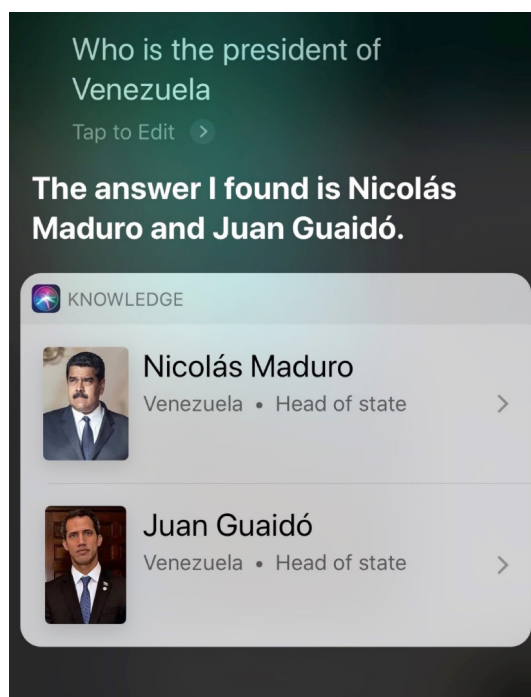 Who is the president of
Venezuela
Tap to Edit
The answer I found is Nicolás
Maduro and Juan Guaidó.
KNOWLEDGE
Nicolás Maduro
Venezuela • Head of state
Juan Guaidó
Venezuela • Head of state